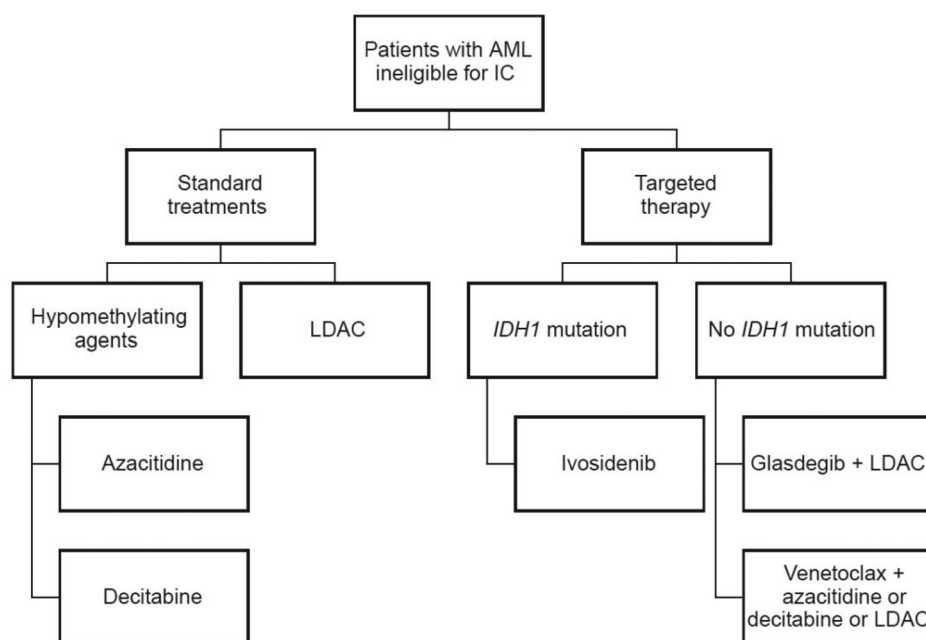 Patients with AML
ineligible for IC
Standard
treatments
Targeted
therapy
Hypomethylating
agents
LDAC
IDH1 mutation
No IDH1 mutation
Azacitidine
Ivosidenib
Glasdegib + LDAC
Decitabine
Venetoclax +
azacitidine or
decitabine or LDAC